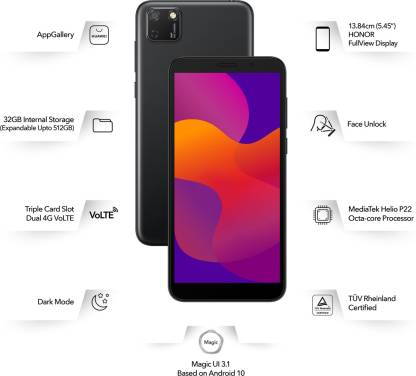 AppGallery
HUAWEI
13.84cm (5.45")
HONOR
FullView Display
32GB Internal Storage
(Expandable Upto 512GB)
Face Unlock
Triple Card Slot
Dual 4G VoLTE
VoLTE
MediaTek Helio P22
Octa-core Processor
Dark Mode
TÜV Rheinland
Certified
Magic
Magic UI 3.1
Based on Android 10